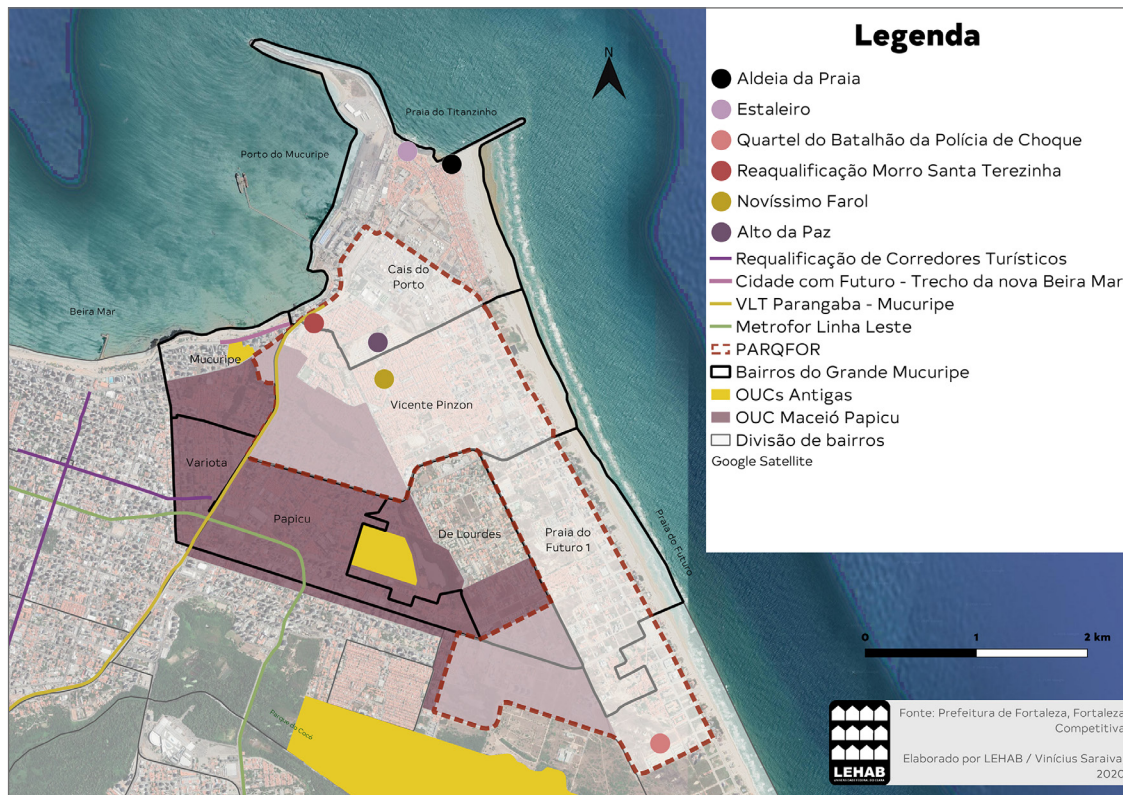 Legenda
Aldeia da Praia
Estaleiro
Quartel do Batalhão da Polícia de Choque
Reaqualificação Morro Santa Terezinha
Novíssimo Farol
Alto da Paz
Requalificação de Corredores Turísticos
Cidade com Futuro - Trecho da nova Beira Mar
VLT Parangaba - Mucuripe
Metrofor Linha Leste
PARQFOR
Bairros do Grande Mucuripe
OUCs Antigas
OUC Maceió Papicu
Divisão de bairros
Google Satellite
N
Praia do Titanzinho
Porto do Mucuripe
Cais do
Porto
Beira Mar
Mucuripe
Vicente Pinzon
Variota
Papicu
De Lourdes
Praia do
Futuro 1
Praia do Futuro
Parque do Cocó
0 1 2 km
Fonte: Prefeitura de Fortaleza, Fortaleza
Competitiva
Elaborado por LEHAB / Vinícius Saraiva
2020
LEHAB